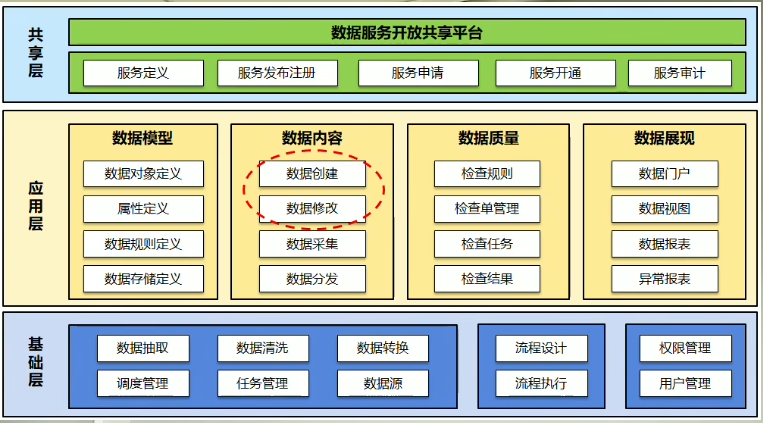 共享层
数据服务开放共享平台
服务定义
服务发布注册
服务申请
服务开通
服务审计
应用层
数据模型
数据对象定义
属性定义
数据规则定义
数据存储定义
数据内容
数据创建
数据修改
数据采集
数据分发
数据质量
检查规则
检查单管理
检查任务
检查结果
数据展现
数据门户
数据视图
数据报表
异常报表
基础层
数据抽取
数据清洗
数据转换
调度管理
任务管理
数据源
流程设计
流程执行
权限管理
用户管理